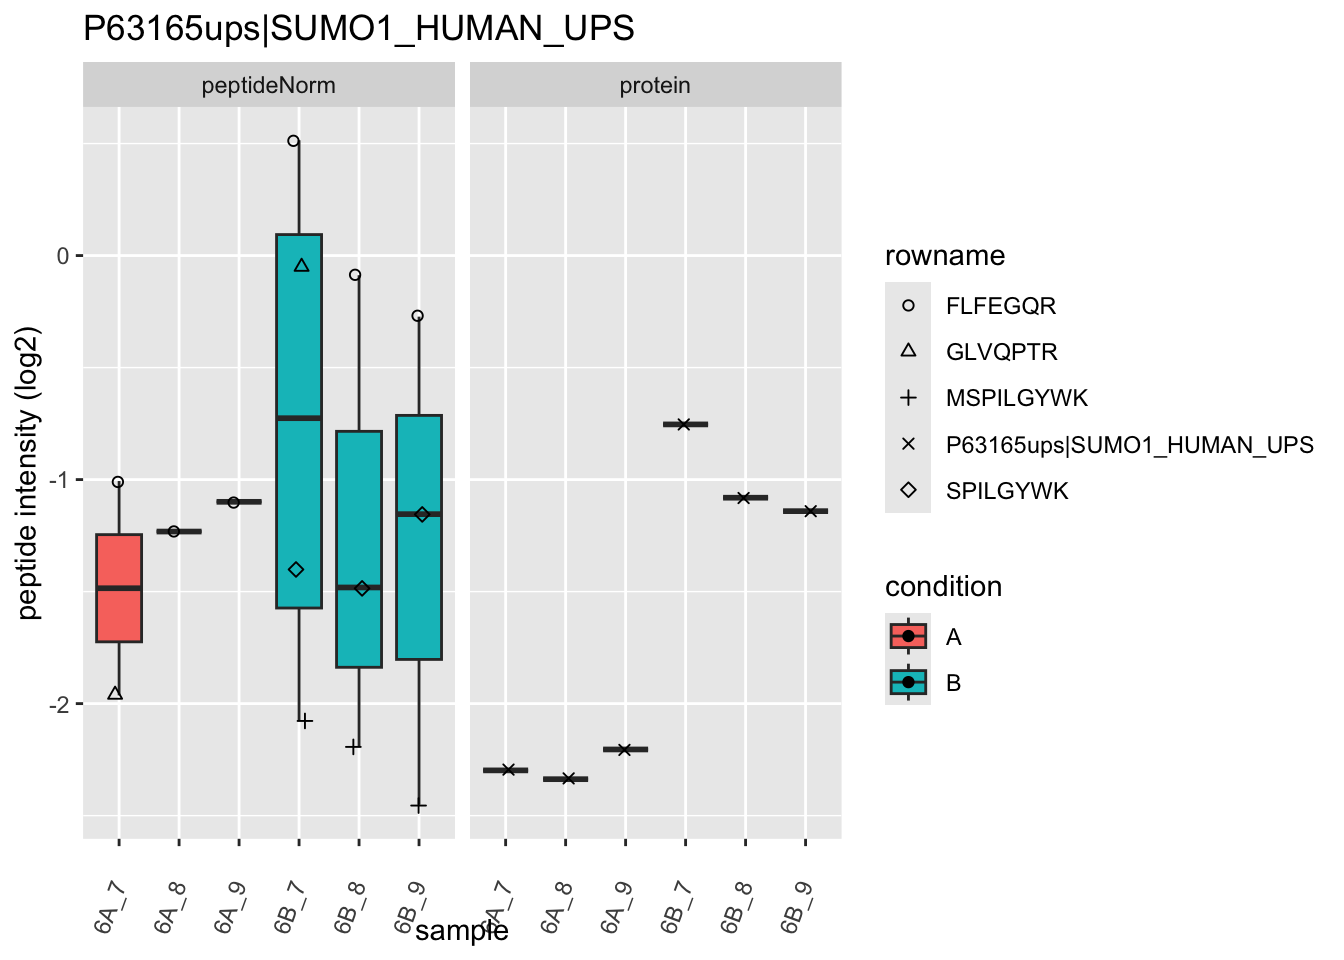 P63165ups|SUMO1_HUMAN_UPS
peptideNorm
protein
peptide intensity (log2)
0
-1
-2
6A_7
6A_8
6A_9
6B_7
6B_8
6B_9
6A_7
6A_8
6A_9
6B_7
6B_8
6B_9
sample
rowname
FLFEGQR
GLVQPTR
MSPILGYWK
P63165ups|SUMO1_HUMAN_UPS
SPILGYWK
condition
A
B